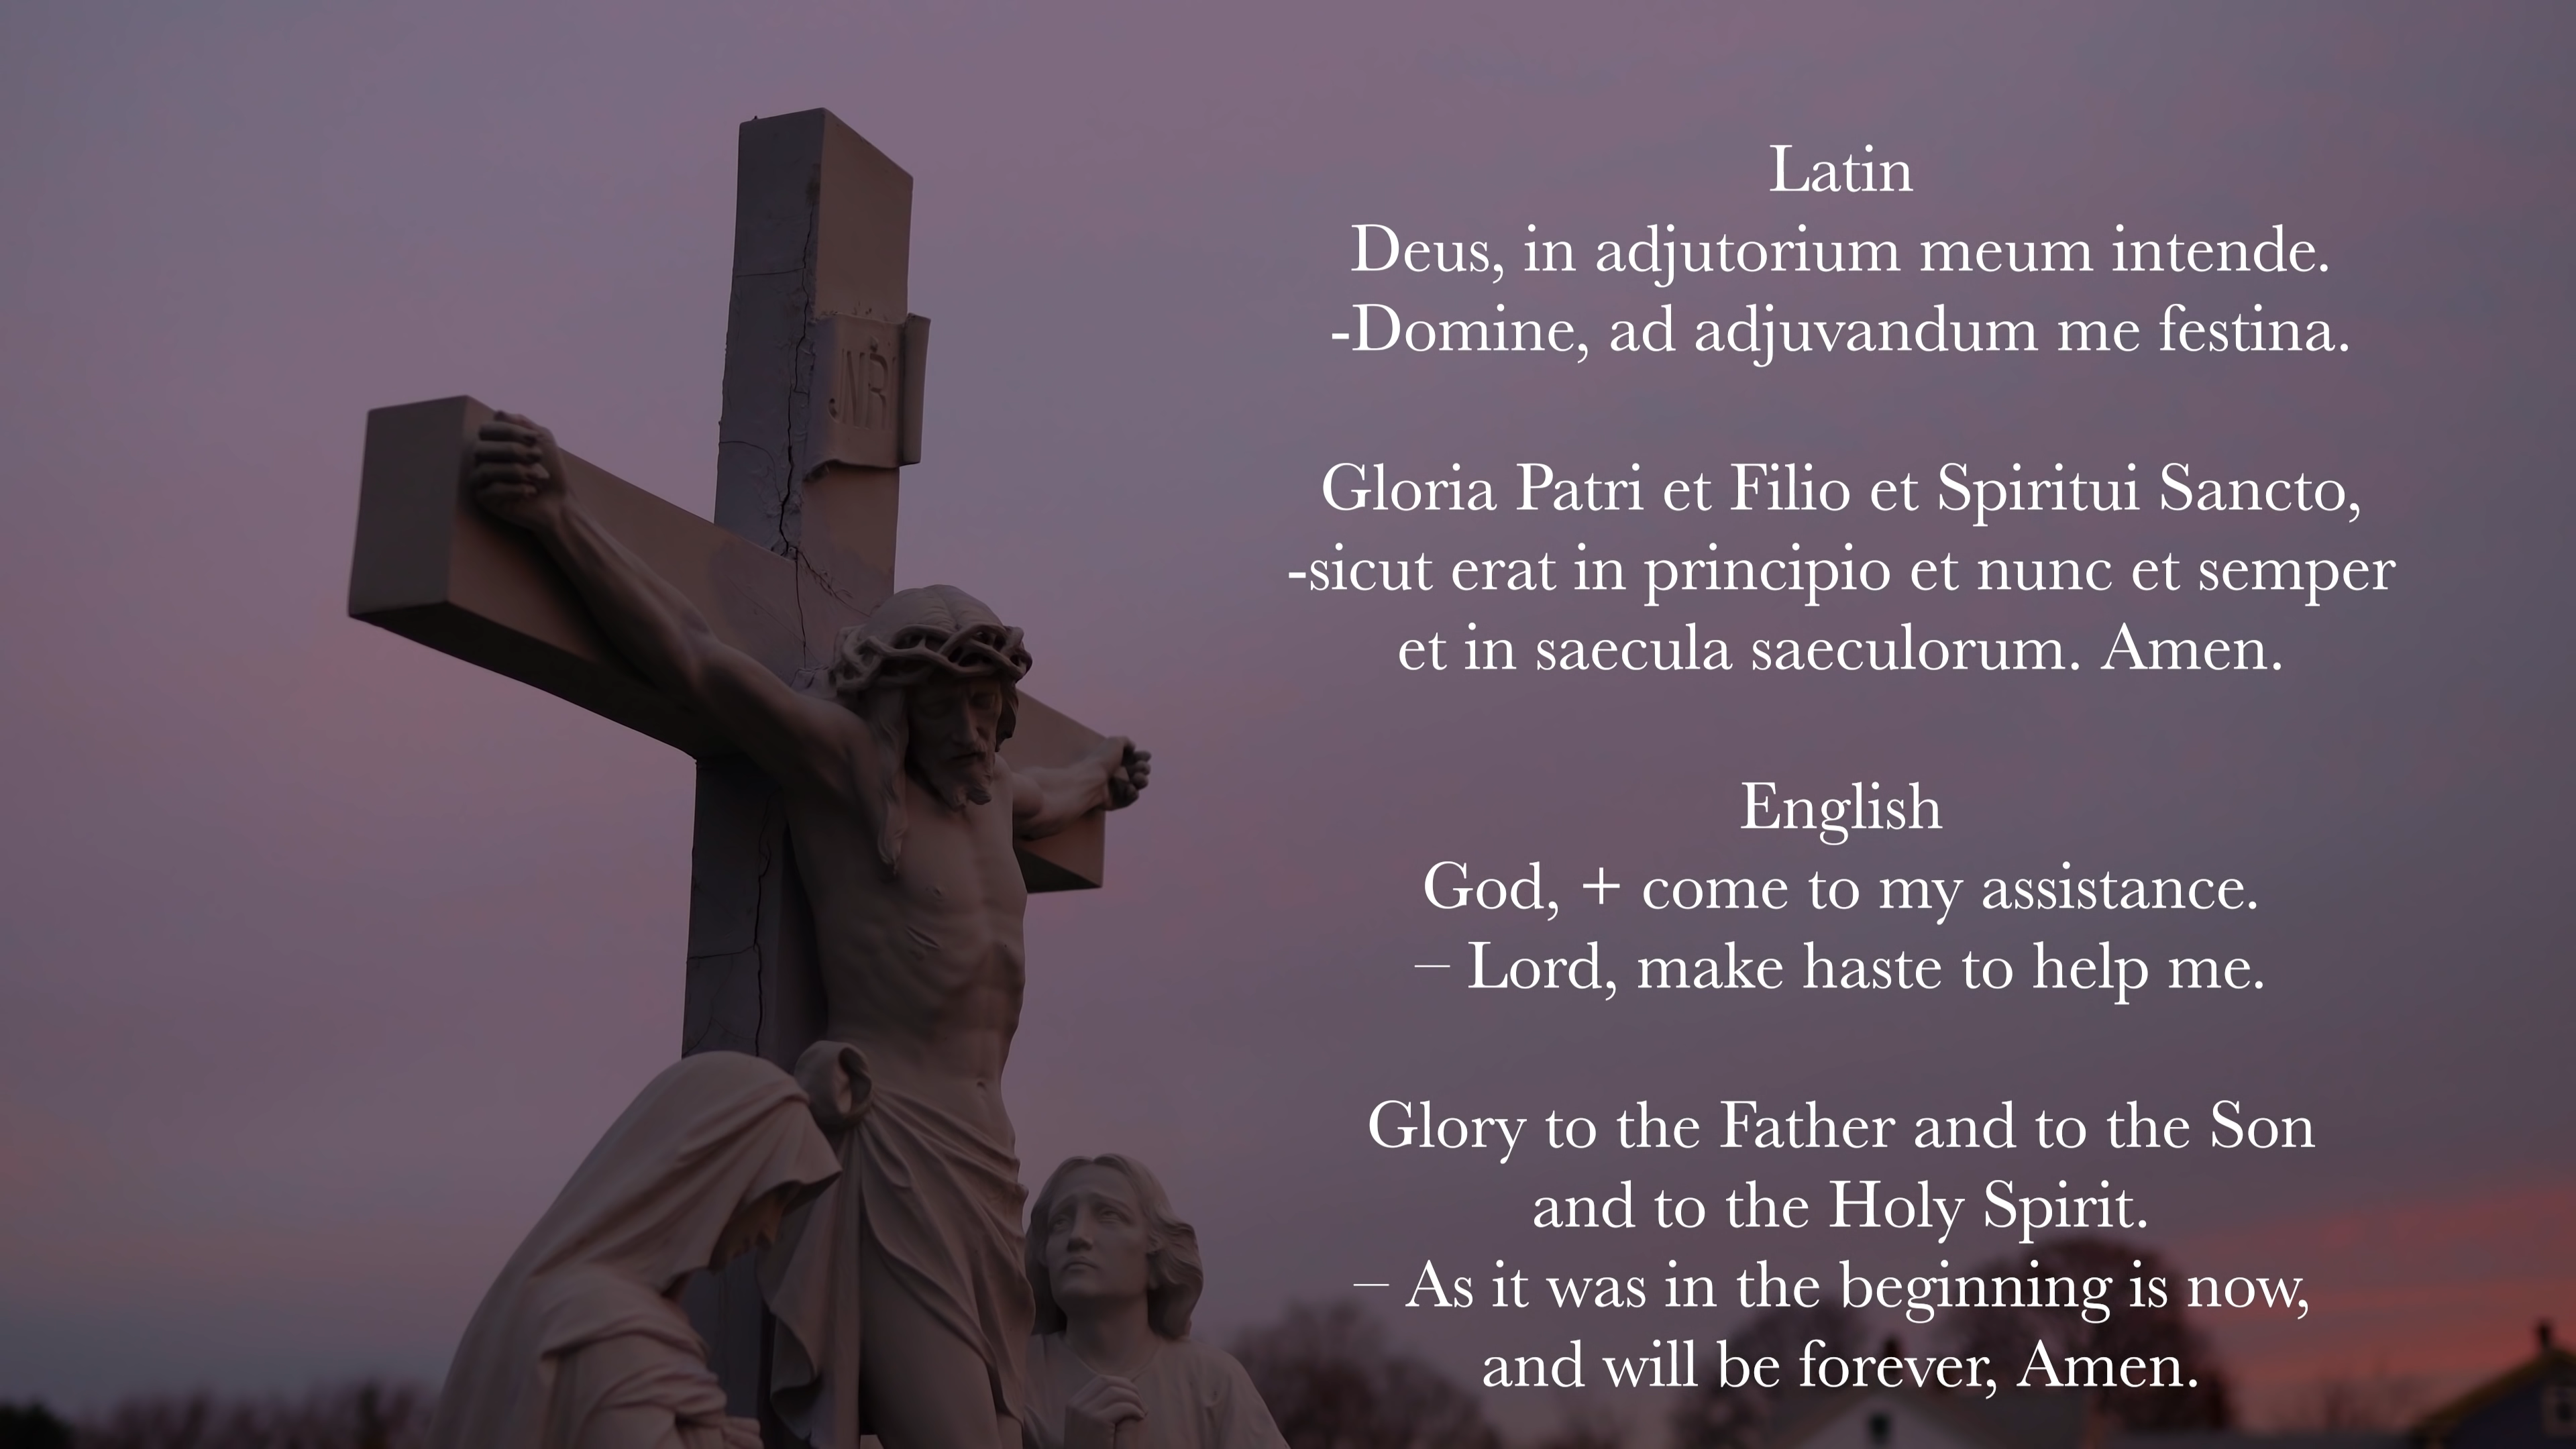 INRI
Latin
Deus, in adjutorium meum intende.
-Domine, ad adjuvandum me festina.
Gloria Patri et Filio et Spiritui Sancto,
-sicut erat in principio et nunc et semper
et in saecula saeculorum. Amen.
English
God, + come to my assistance.
– Lord, make haste to help me.
Glory to the Father and to the Son
and to the Holy Spirit.
– As it was in the beginning is now,
and will be forever, Amen.